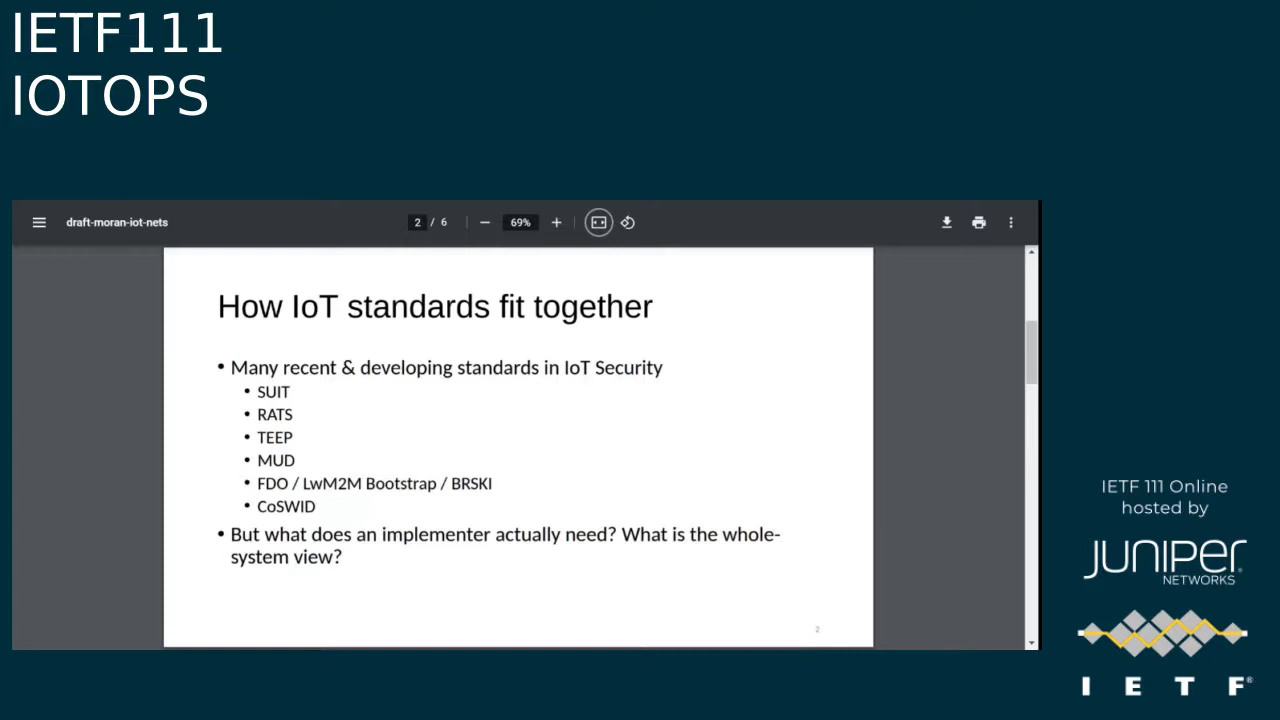 IETF111
IOTOPS
draft-moran-iot-nets
2 / 6
69%
How IoT standards fit together
• Many recent & developing standards in IoT Security
• SUIT
• RATS
• TEEP
• MUD
• FDO / LwM2M Bootstrap / BRSKI
• CoSWID
• But what does an implementer actually need? What is the whole-
system view?
2
IETF 111 Online
hosted by
JUNIPER
NETWORKS
I E T F®